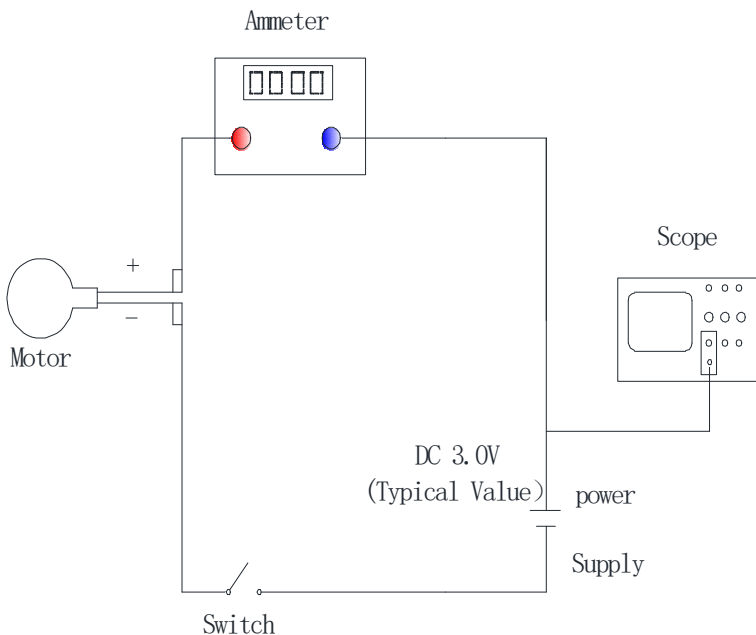 Ammeter
0000
Scope
+
−
Motor
DC 3.0V
(Typical Value)
power
Supply
Switch